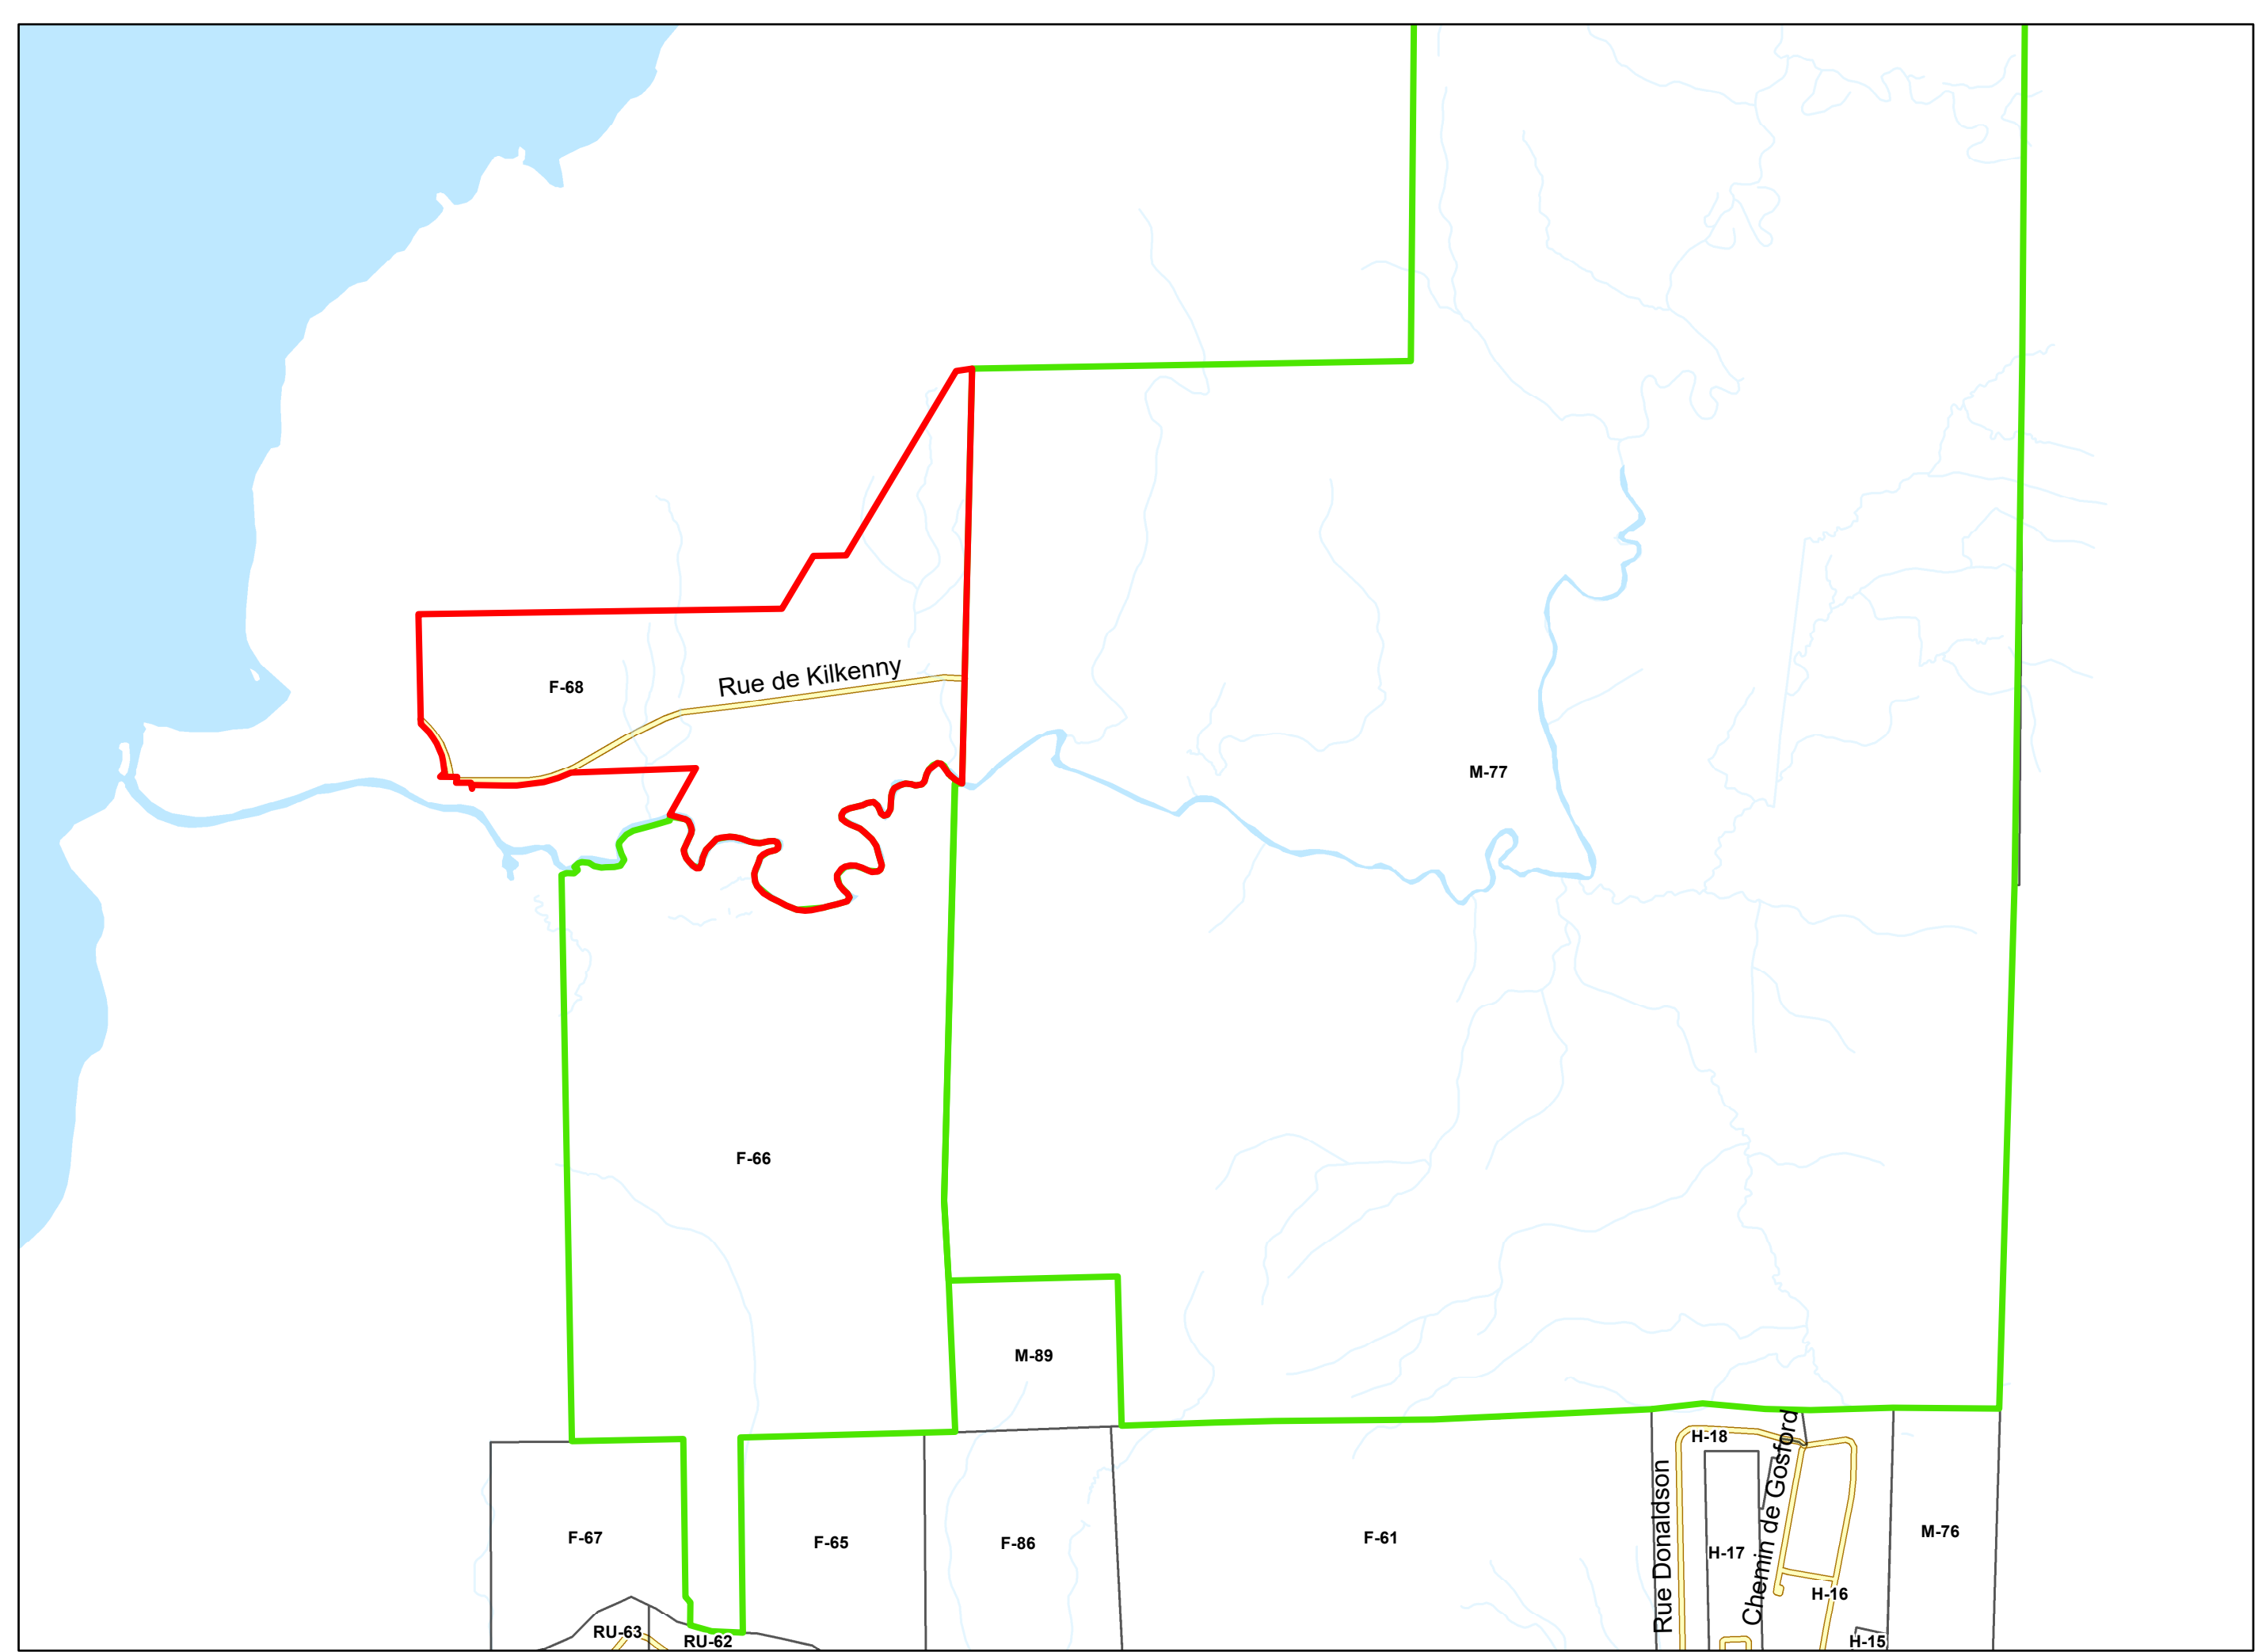 Rue de Kilkenny
F-68
M-77
F-66
M-89
H-18
Rue Donaldson
Chemin de Gosford
F-67
F-65
F-86
F-61
H-17
M-76
H-16
RU-63
RU-62
H-15